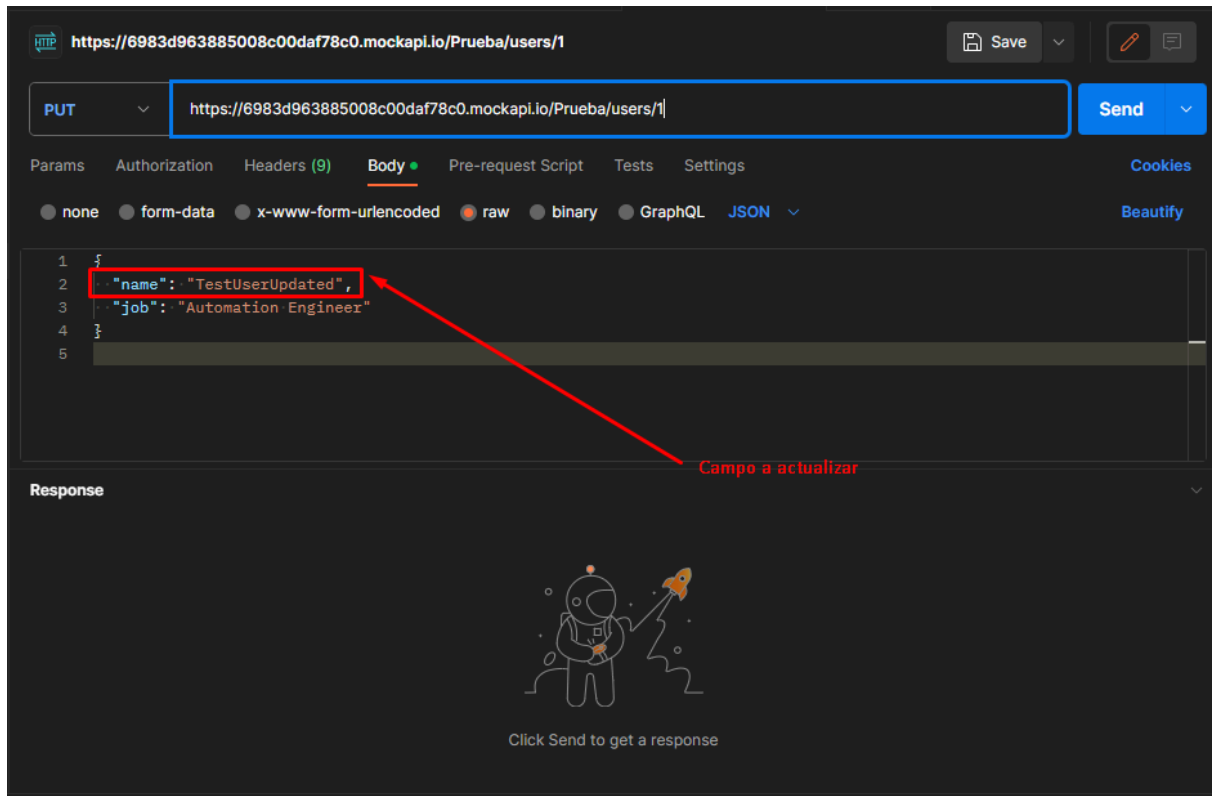 HTTP https://6983d963885008c00daf78c0.mockapi.io/Prueba/users/1 Save
PUT https://6983d963885008c00daf78c0.mockapi.io/Prueba/users/1 Send
Params Authorization Headers (9) Body Pre-request Script Tests Settings Cookies
none form-data x-www-form-urlencoded raw binary GraphQL JSON Beautify
1 {
2 "name": "TestUserUpdated",
3 "job": "Automation Engineer"
4 }
5
Campo a actualizar
Response
Click Send to get a response